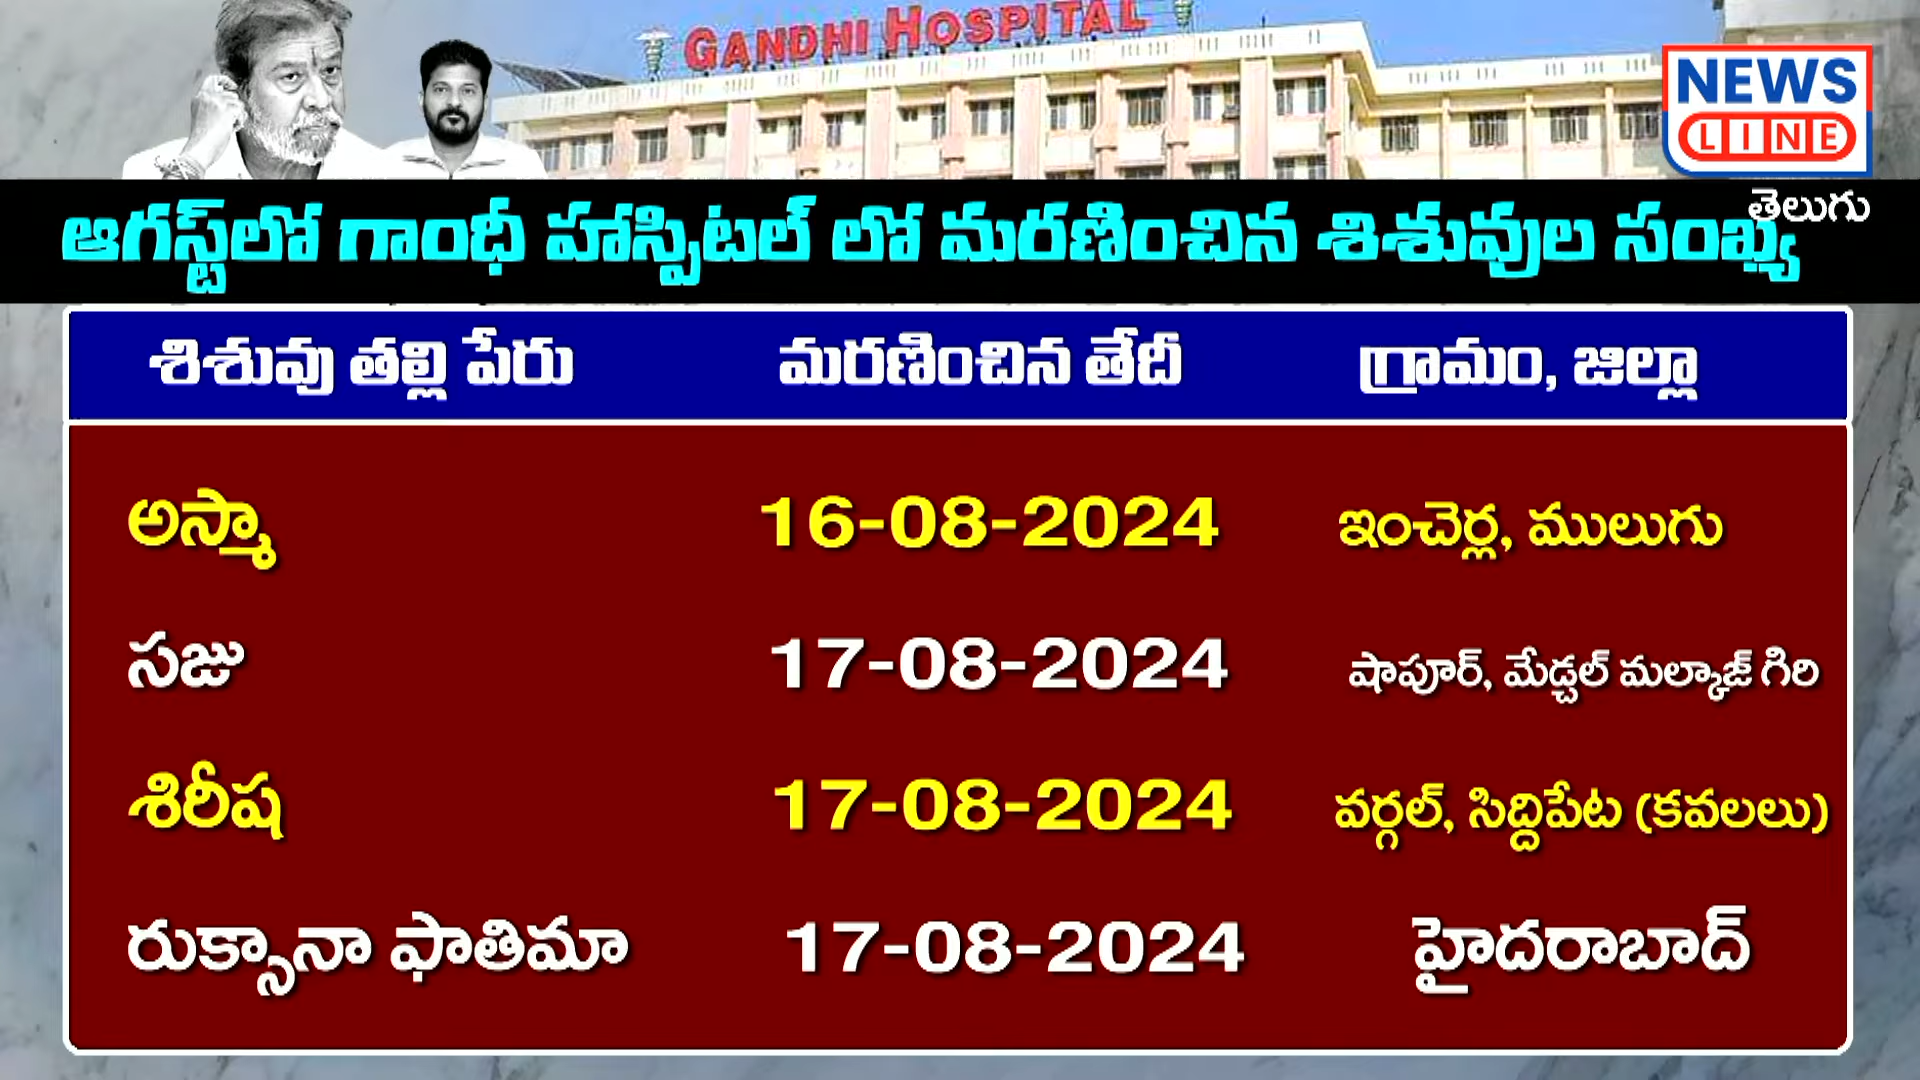 GANDHI HOSPITAL
NEWS
LINE
తెలుగు
ఆగస్ట్‌లో గాంధీ హాస్పిటల్ లో మరణించిన శిశువుల సంఖ్య
శిశువు తల్లి పేరు మరణించిన తేదీ గ్రామం, జిల్లా
అస్మా 16-08-2024 ఇంచెర్ల, ములుగు
సజు 17-08-2024 షాపూర్, మేడ్చల్ మల్కాజ్ గిరి
శిరీష 17-08-2024 వర్గల్, సిద్దిపేట (కవలలు)
రుక్సానా ఫాతిమా 17-08-2024 హైదరాబాద్